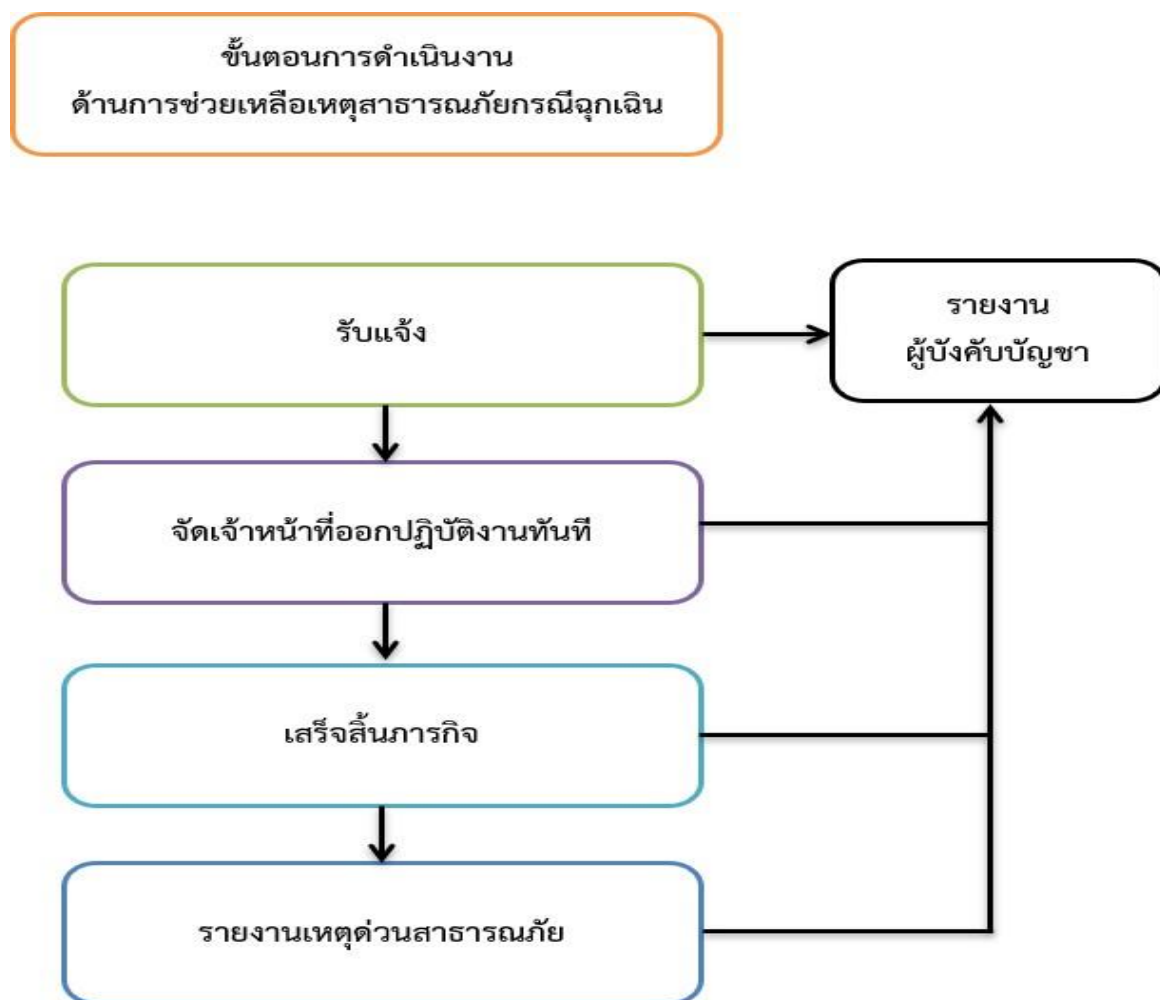 ขั้นตอนการดำเนินงาน
ด้านการช่วยเหลือเหตุสาธารณภัยกรณีฉุกเฉิน
รับแจ้ง
รายงาน
ผู้บังคับบัญชา
จัดเจ้าหน้าที่ออกปฏิบัติงานทันที
เสร็จสิ้นภารกิจ
รายงานเหตุด่วนสาธารณภัย